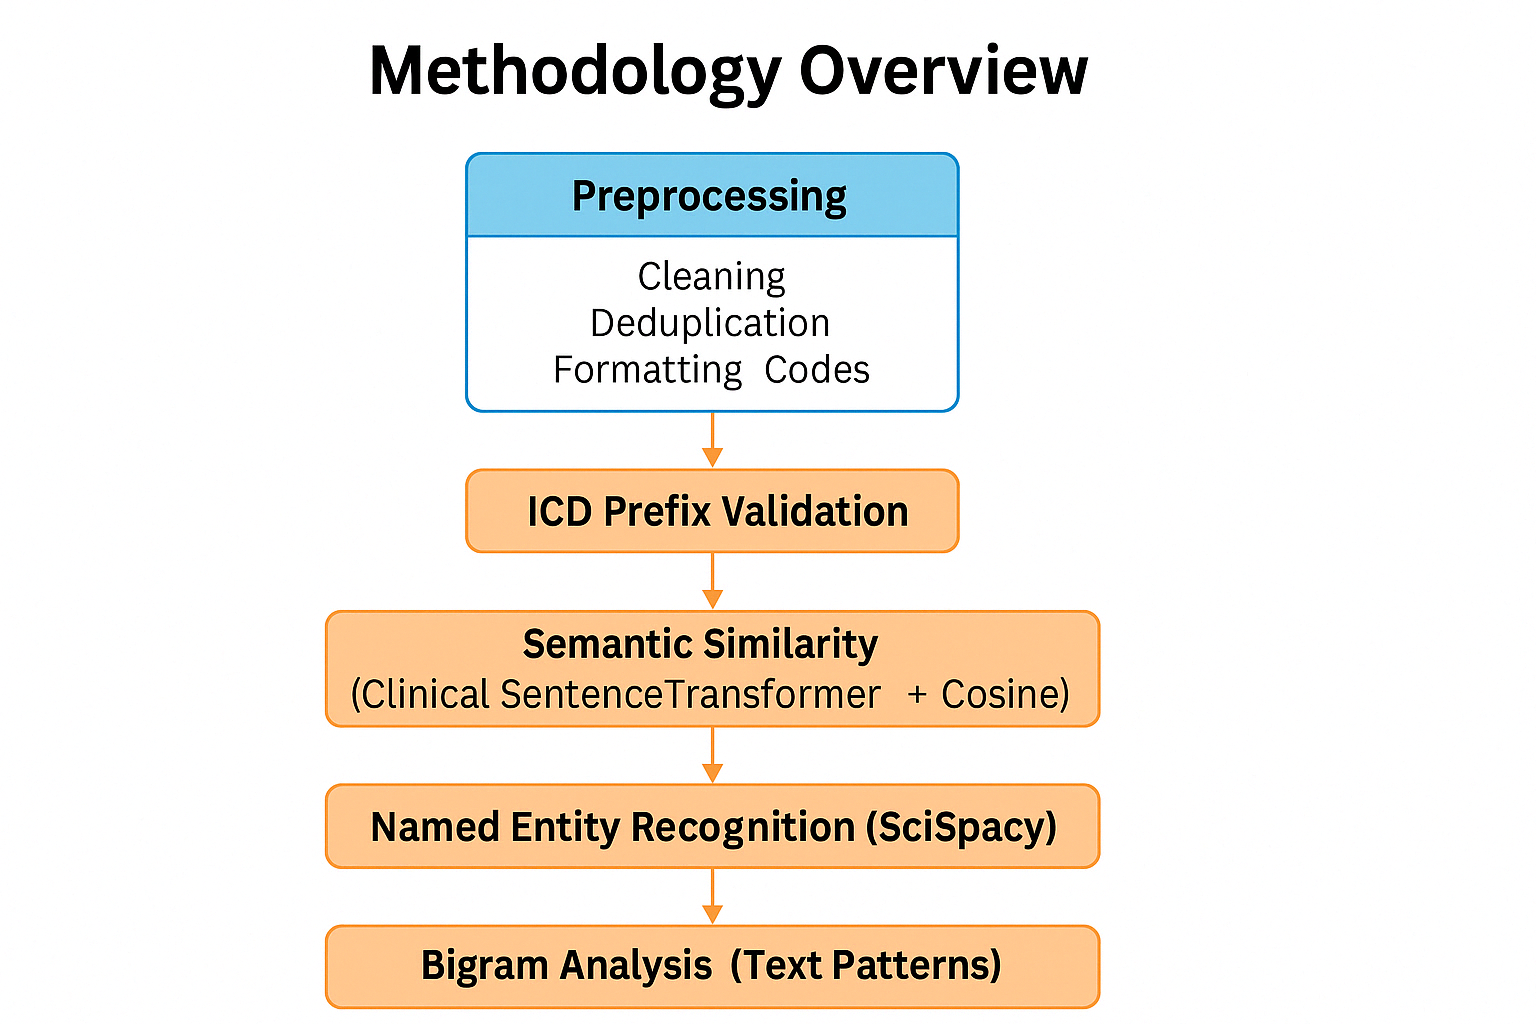 Methodology Overview
Preprocessing
Cleaning
Deduplication
Formatting Codes
ICD Prefix Validation
Semantic Similarity
(Clinical SentenceTransformer + Cosine)
Named Entity Recognition (SciSpacy)
Bigram Analysis (Text Patterns)